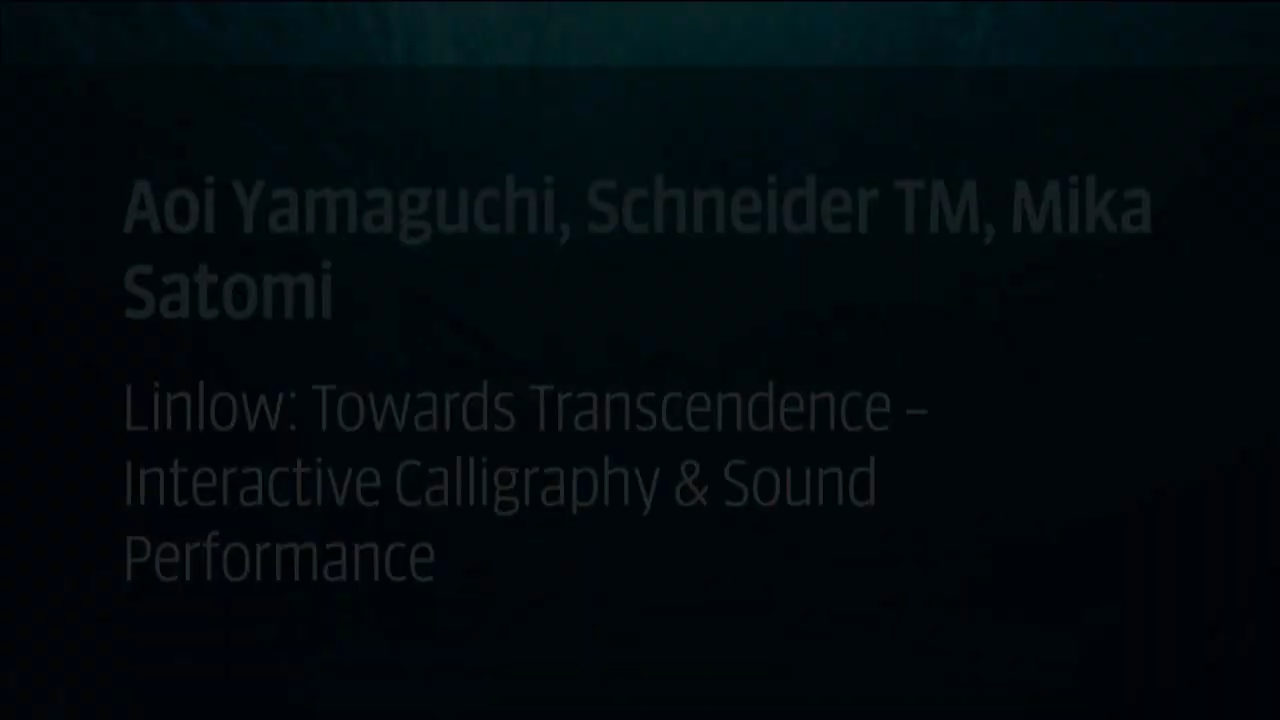 Aoi Yamaguchi, Schneider TM, Mika
Satomi
Linlow: Towards Transcendence –
Interactive Calligraphy & Sound
Performance